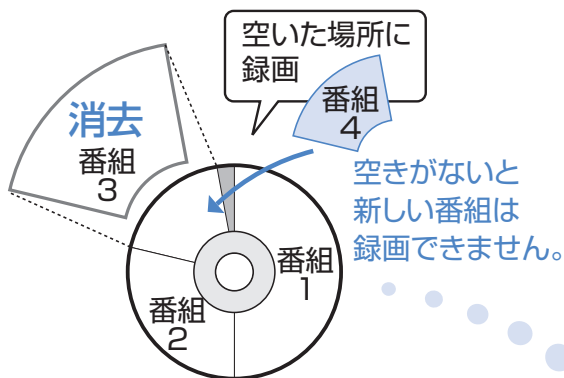 空いた場所に
録画
番組
4
消去
番組
3
空きがないと
新しい番組は
録画できません。
番組
1
番組
2